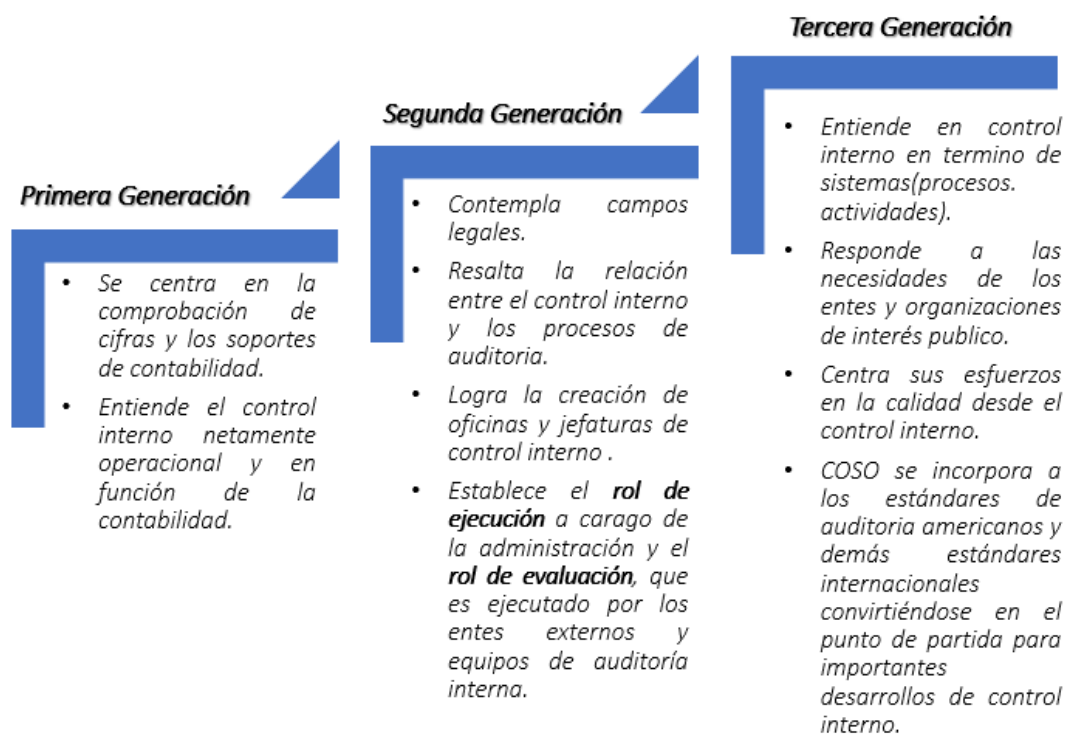 Primera Generación
• Se centra en la
comprobación de
cifras y los soportes
de contabilidad.
• Entiende el control
interno netamente
operacional y en
función de la
contabilidad.
Segunda Generación
• Contempla campos
legales.
• Resalta la relación
entre el control interno
y los procesos de
auditoria.
• Logra la creación de
oficinas y jefaturas de
control interno .
• Establece el rol de
ejecución a carago de
la administración y el
rol de evaluación, que
es ejecutado por los
entes externos y
equipos de auditoría
interna.
Tercera Generación
• Entiende en control
interno en termino de
sistemas(procesos.
actividades).
• Responde a las
necesidades de los
entes y organizaciones
de interés publico.
• Centra sus esfuerzos
en la calidad desde el
control interno.
• COSO se incorpora a
los estándares de
auditoria americanos y
demás estándares
internacionales
convirtiéndose en el
punto de partida para
importantes
desarrollos de control
interno.